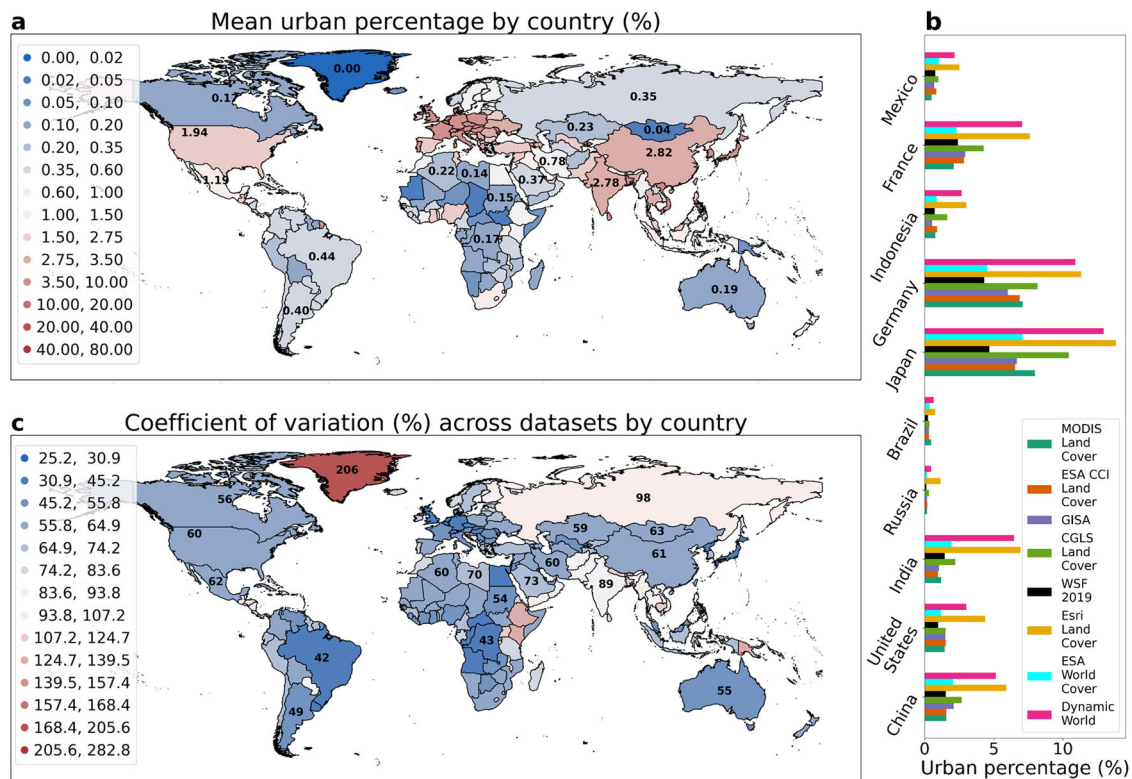 a
Mean urban percentage by country (%)
0.00, 0.02
0.02, 0.05
0.05, 0.10
0.10, 0.20
0.20, 0.35
0.35, 0.60
0.60, 1.00
1.00, 1.50
1.50, 2.75
2.75, 3.50
3.50, 10.00
10.00, 20.00
20.00, 40.00
40.00, 80.00
0.00
0.17
0.35
1.94
0.23
0.04
2.82
1.19
0.22
0.14
0.78
0.37
2.78
0.15
0.17
0.44
0.19
0.40
b
Mexico
France
Indonesia
Germany
Japan
Brazil
Russia
India
United
States
China
MODIS
Land
Cover
ESA CCI
Land
Cover
GISA
CGLS
Land
Cover
WSF
2019
Esri
Land
Cover
ESA
World
Cover
Dynamic
World
0
5
10
Urban percentage (%)
c
Coefficient of variation (%) across datasets by country
25.2, 30.9
30.9, 45.2
45.2, 55.8
55.8, 64.9
64.9, 74.2
74.2, 83.6
83.6, 93.8
93.8, 107.2
107.2, 124.7
124.7, 139.5
139.5, 157.4
157.4, 168.4
168.4, 205.6
205.6, 282.8
206
56
98
60
59
63
61
62
60
70
60
73
89
54
43
42
55
49